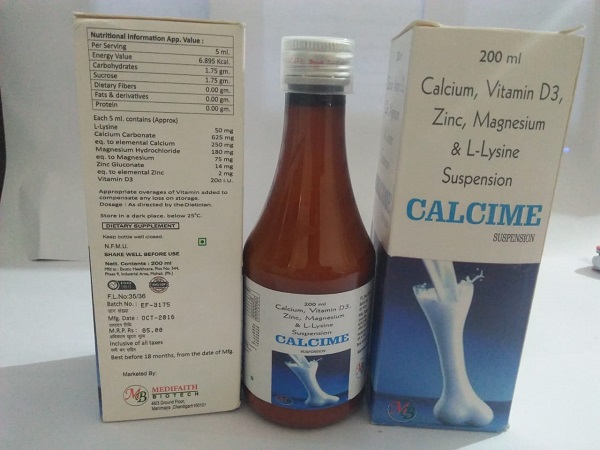 Nutritional Information App. Value :
Per Serving 5 ml.
Energy Value 6.895 Kcal.
Carbohydrates 1.75 gm.
Sucrose 1.75 gm.
Dietary Fibers 0.00 gm.
Fats & derivatives 0.00 gm.
Protein 0.00 gm.
Each 5 ml. contains (Approx)
L-Lysine 50 mg
Calcium Carbonate 625 mg
eq. to elemental Calcium 250 mg
Magnesium Hydrochloride 180 mg
eq. to Magnesium 75 mg
Zinc Gluconate 14 mg
eq. to elemental Zinc 2 mg
Vitamin D3 200 I.U.
Appropriate overages of Vitamin added to
compensate any loss on storage.
Dosage : As directed by the Dietician.
Store in a dark place, below 25°C.
DIETARY SUPPLEMENT
Keep bottle well closed.
N.F.M.U.
SHAKE WELL BEFORE USE
Nett. Contents : 200 ml
F.L.No:35/36
Batch No. : EF-3175
Mfg. Date : OCT-2016
M.R.P. Rs : 85.00
Inclusive of all taxes
Best before 18 months, from the date of Mfg.
Marketed By:
MB MEDIFAITH
BIOTECH
200 ml
Calcium, Vitamin D3,
Zinc, Magnesium
& L-Lysine
Suspension
CALCIME
SUSPENSION
MB
200 ml
Calcium, Vitamin D3,
Zinc, Magnesium
& L-Lysine
Suspension
CALCIME
SUSPENSION
MB